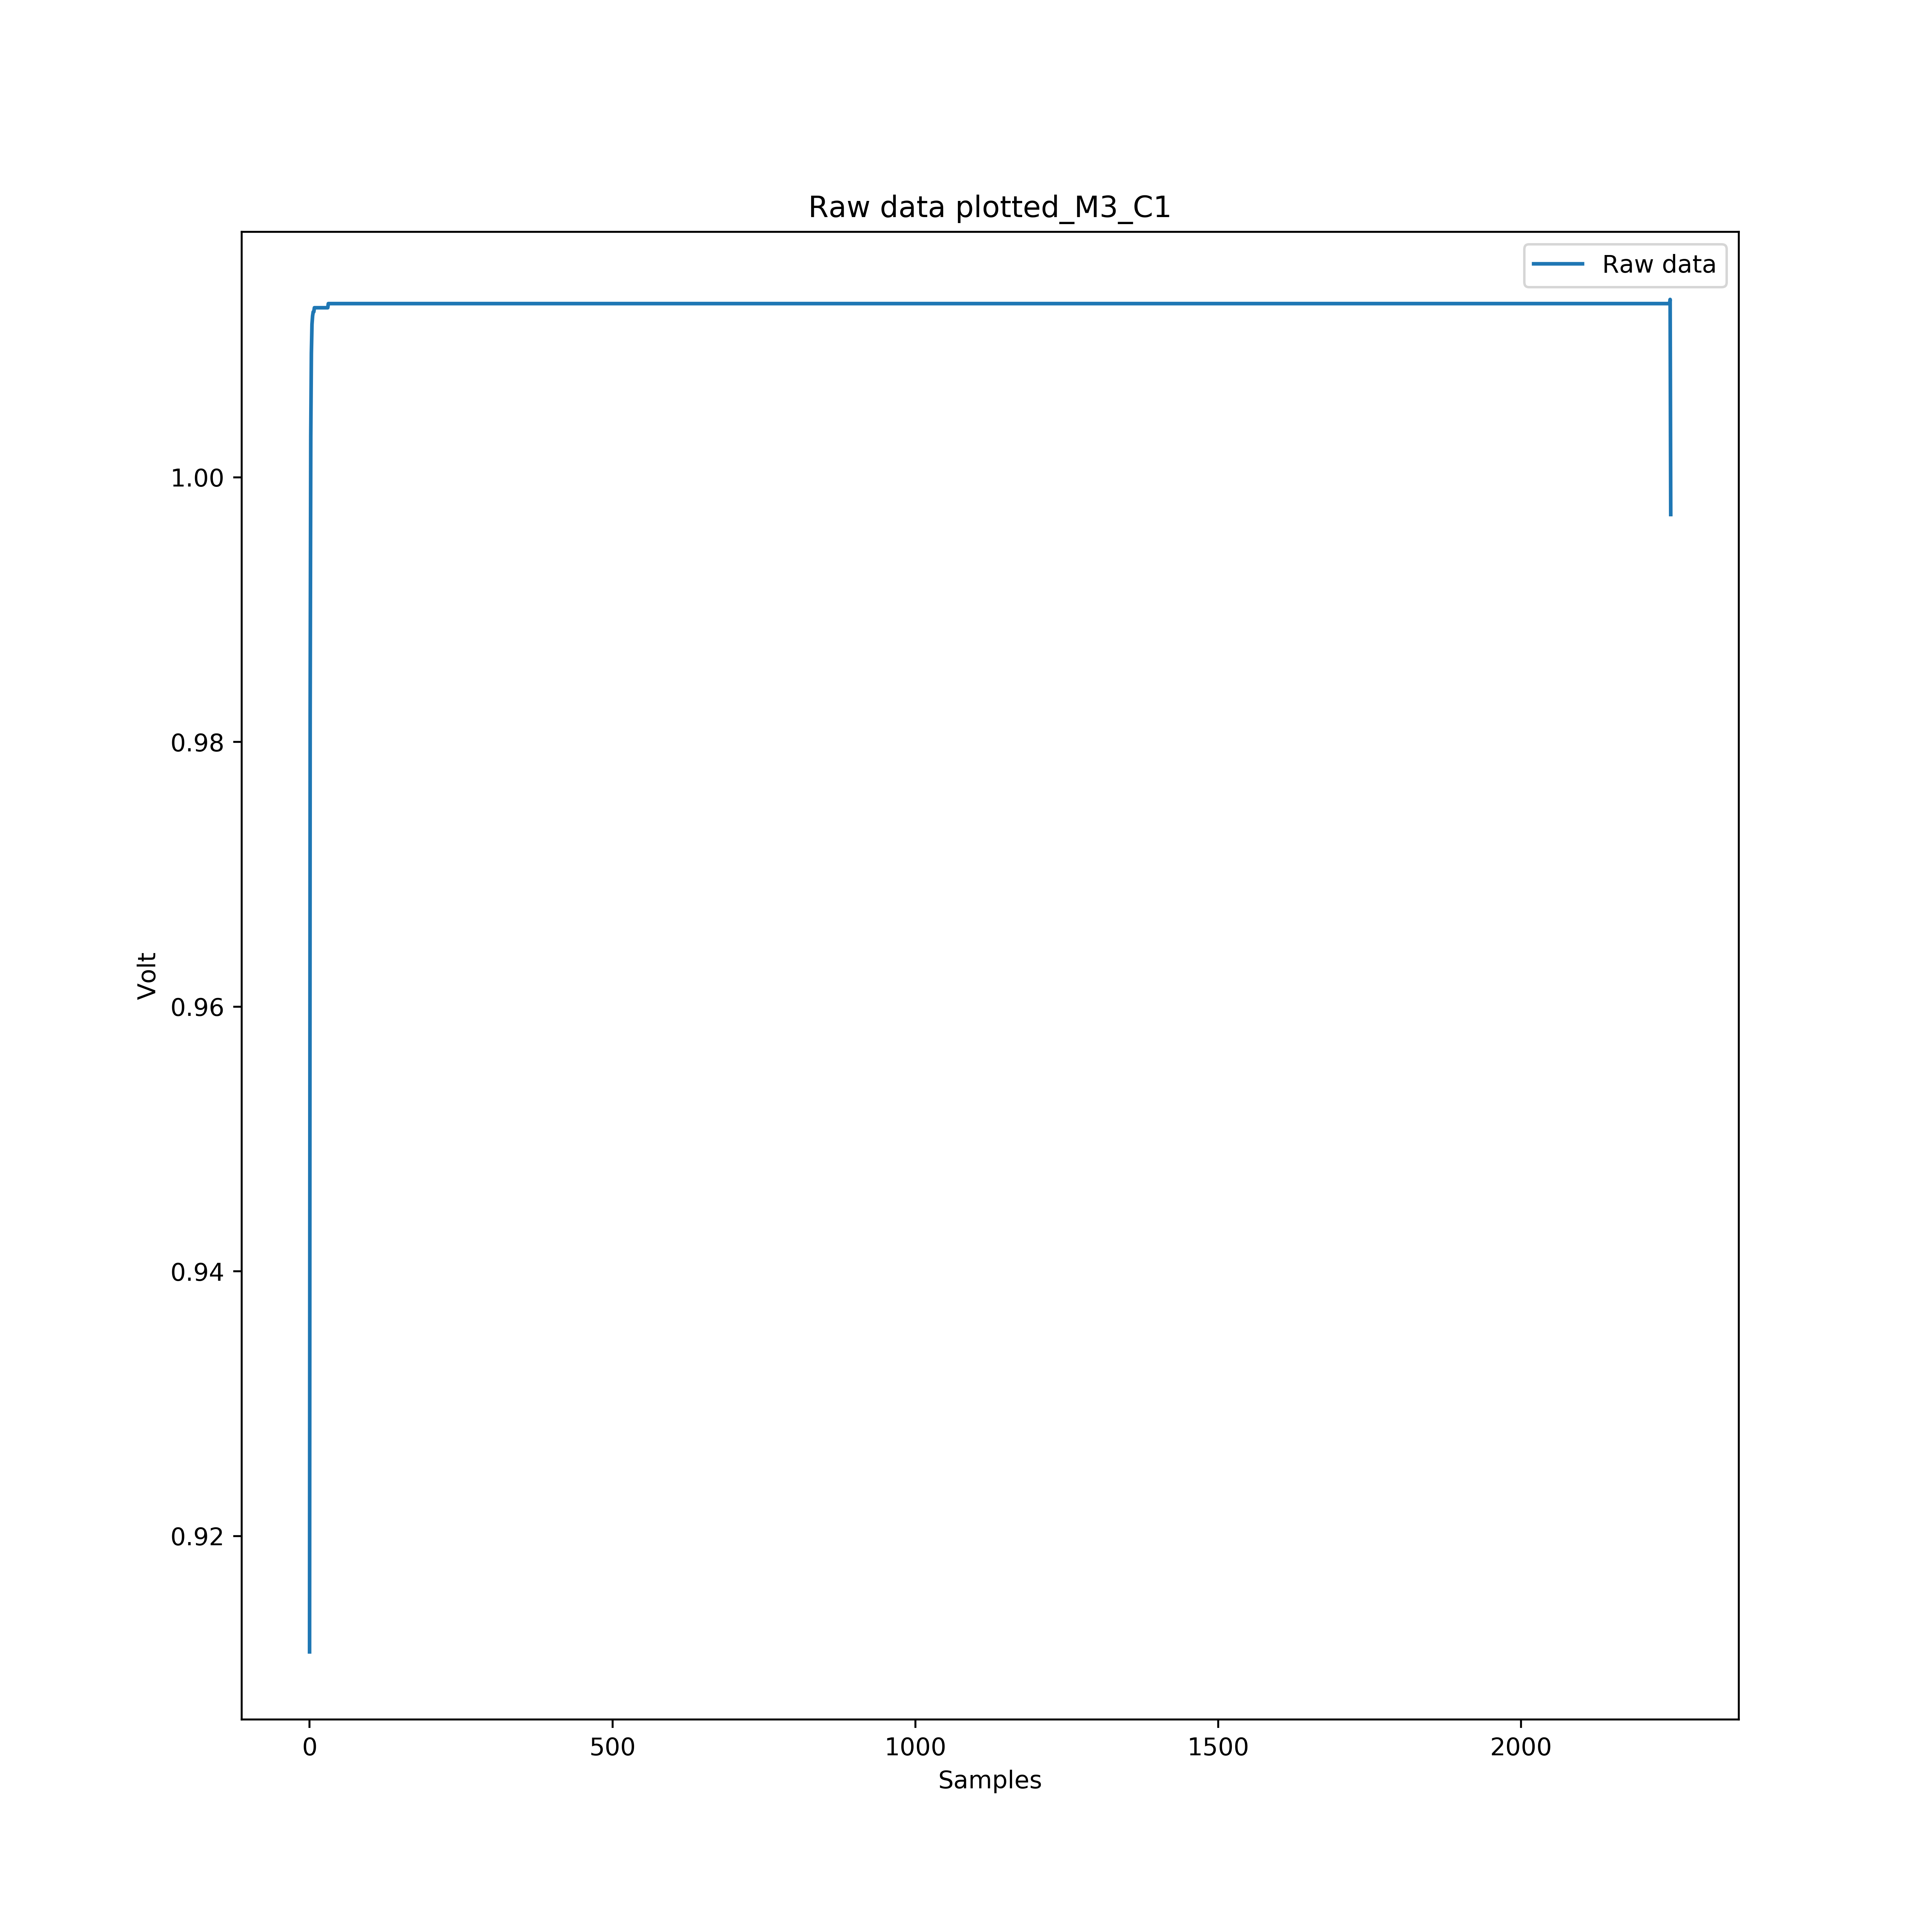 Raw data plotted_M3_C1
Raw data
1.00
0.98
0.96
0.94
0.92
Volt
0 500 1000 1500 2000
Samples